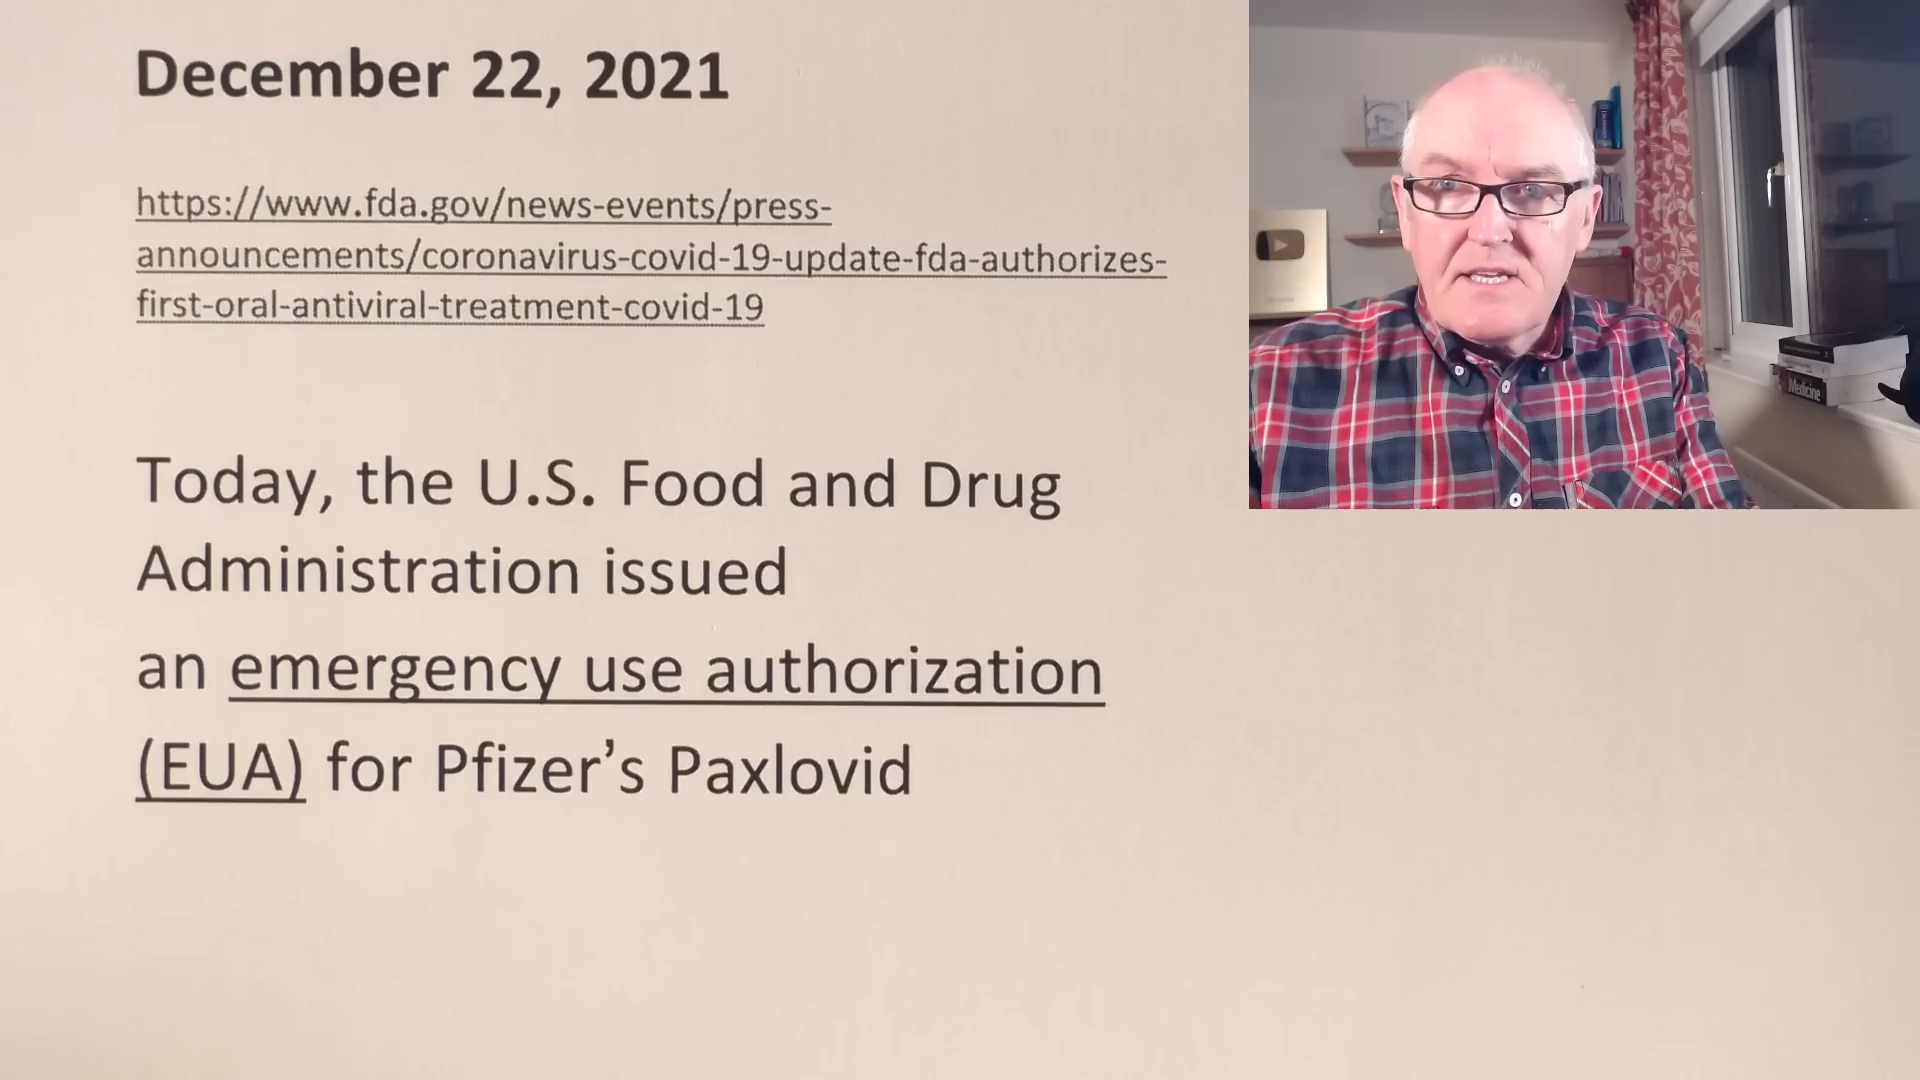 December 22, 2021
https://www.fda.gov/news-events/press-
announcements/coronavirus-covid-19-update-fda-authorizes-
first-oral-antiviral-treatment-covid-19
Today, the U.S. Food and Drug
Administration issued
an emergency use authorization
(EUA) for Pfizer’s Paxlovid
Medicine